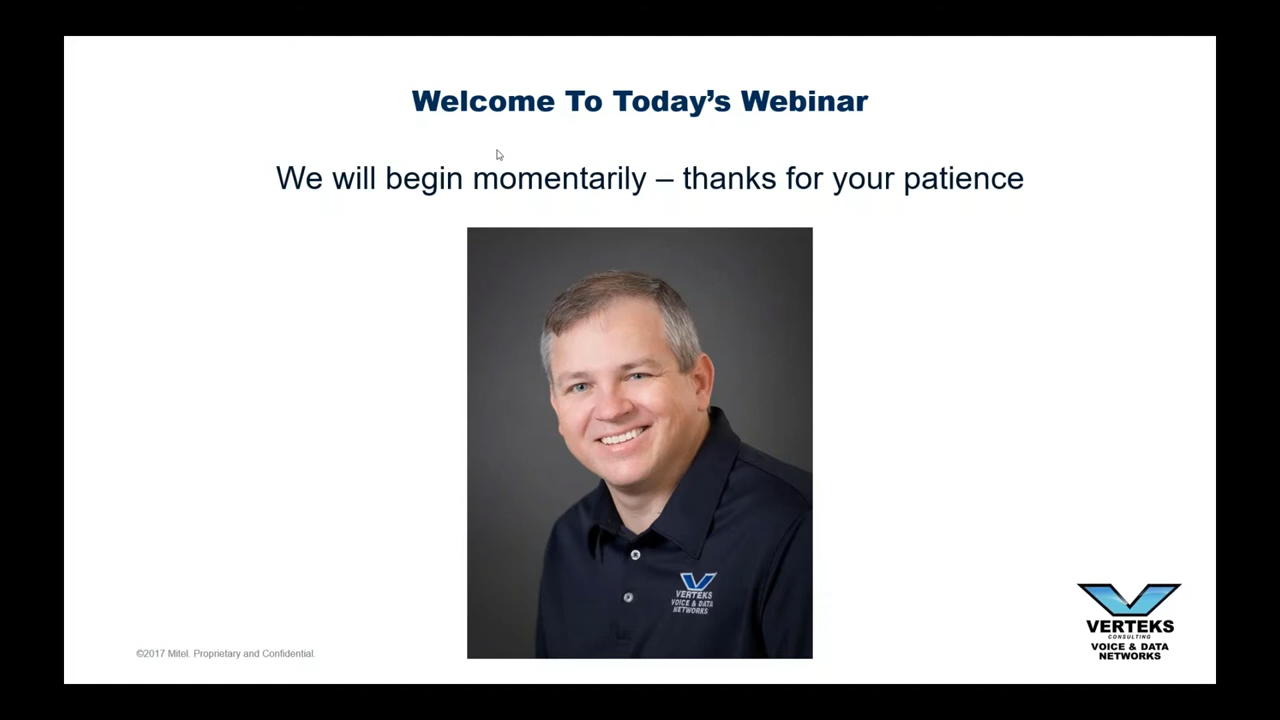 Welcome To Today’s Webinar
We will begin momentarily – thanks for your patience
VERTEKS
VOICE & DATA
NETWORKS
©2017 Mitel. Proprietary and Confidential.
VERTEKS
CONSULTING
VOICE & DATA
NETWORKS